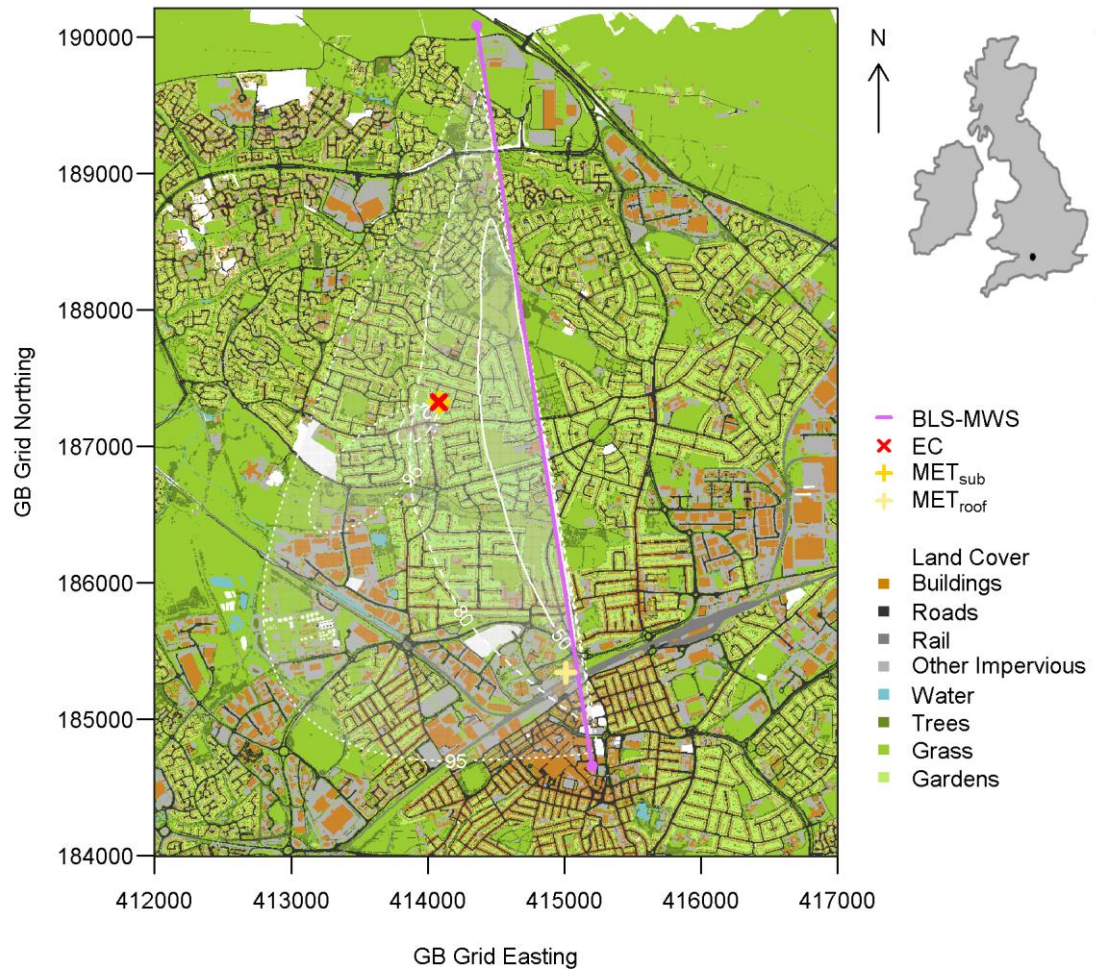 190000
189000
188000
187000
186000
185000
184000
GB Grid Northing
412000
413000
414000
415000
416000
417000
GB Grid Easting
80
50
95
N
BLS-MWS
EC
METsub
METroof
Land Cover
Buildings
Roads
Rail
Other Impervious
Water
Trees
Grass
Gardens